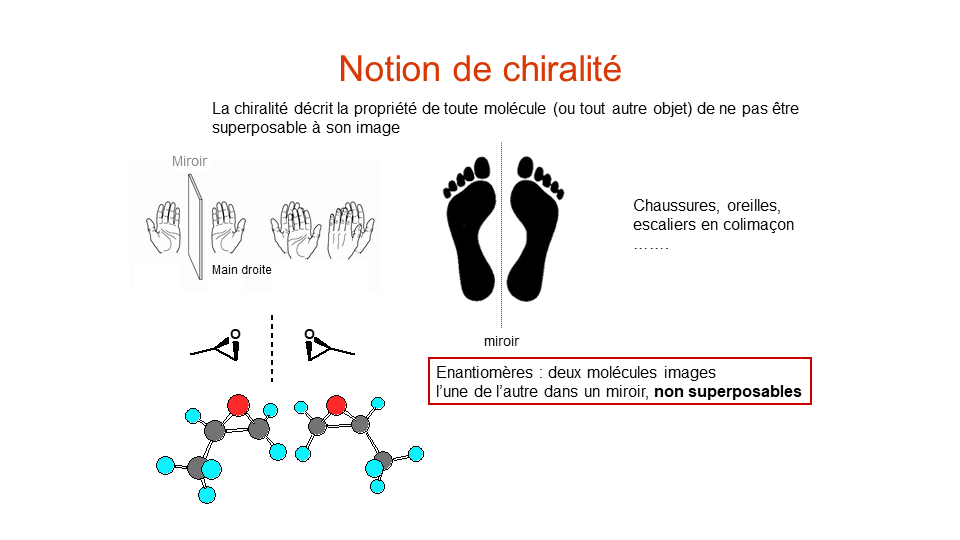 Notion de chiralité
La chiralité décrit la propriété de toute molécule (ou tout autre objet) de ne pas être
superposable à son image
Miroir
Main droite
miroir
Chaussures, oreilles,
escaliers en colimaçon
…….
O
O
Enantiomères : deux molécules images
l’une de l’autre dans un miroir, non superposables